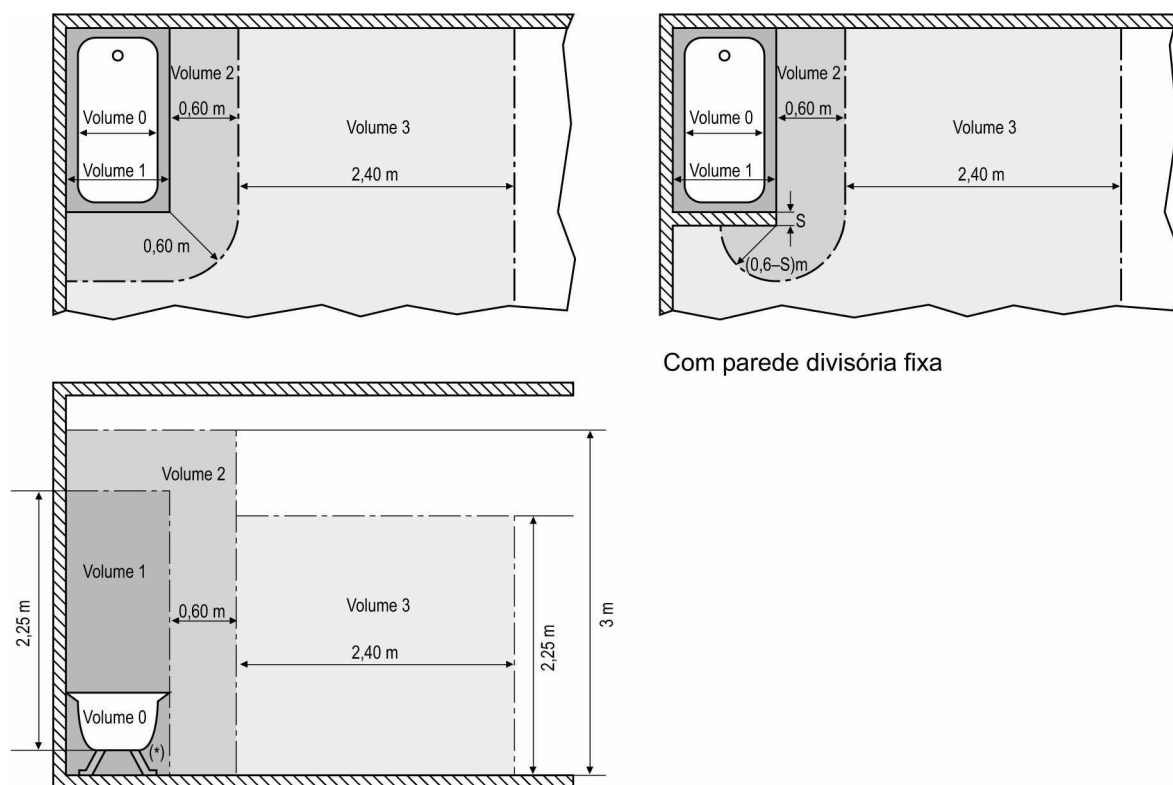 Volume 2
Volume 0
0,60 m
Volume 3
Volume 1
2,40 m
0,60 m
Volume 2
Volume 0
0,60 m
Volume 3
Volume 1
2,40 m
S
(0,6–S)m
Com parede divisória fixa
Volume 2
Volume 1
2,25 m
0,60 m
Volume 3
2,40 m
2,25 m
3 m
Volume 0
(*)